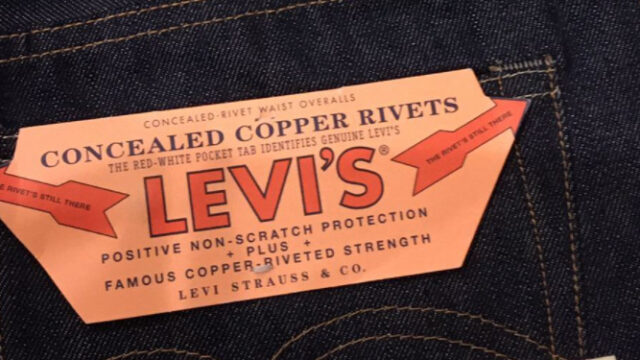 CONCEALED-RIVET WAIST OVERALLS
CONCEALED COPPER RIVETS
THE RED-WHITE POCKET TAB IDENTIFIES GENUINE LEVI'S
LEVI'S®
E RIVET'S STILL THERE
THE RIVET'S STILL THERE
POSITIVE NON-SCRATCH PROTECTION
+ PLUS +
FAMOUS COPPER-RIVETED STRENGTH
LEVI STRAUSS & CO.